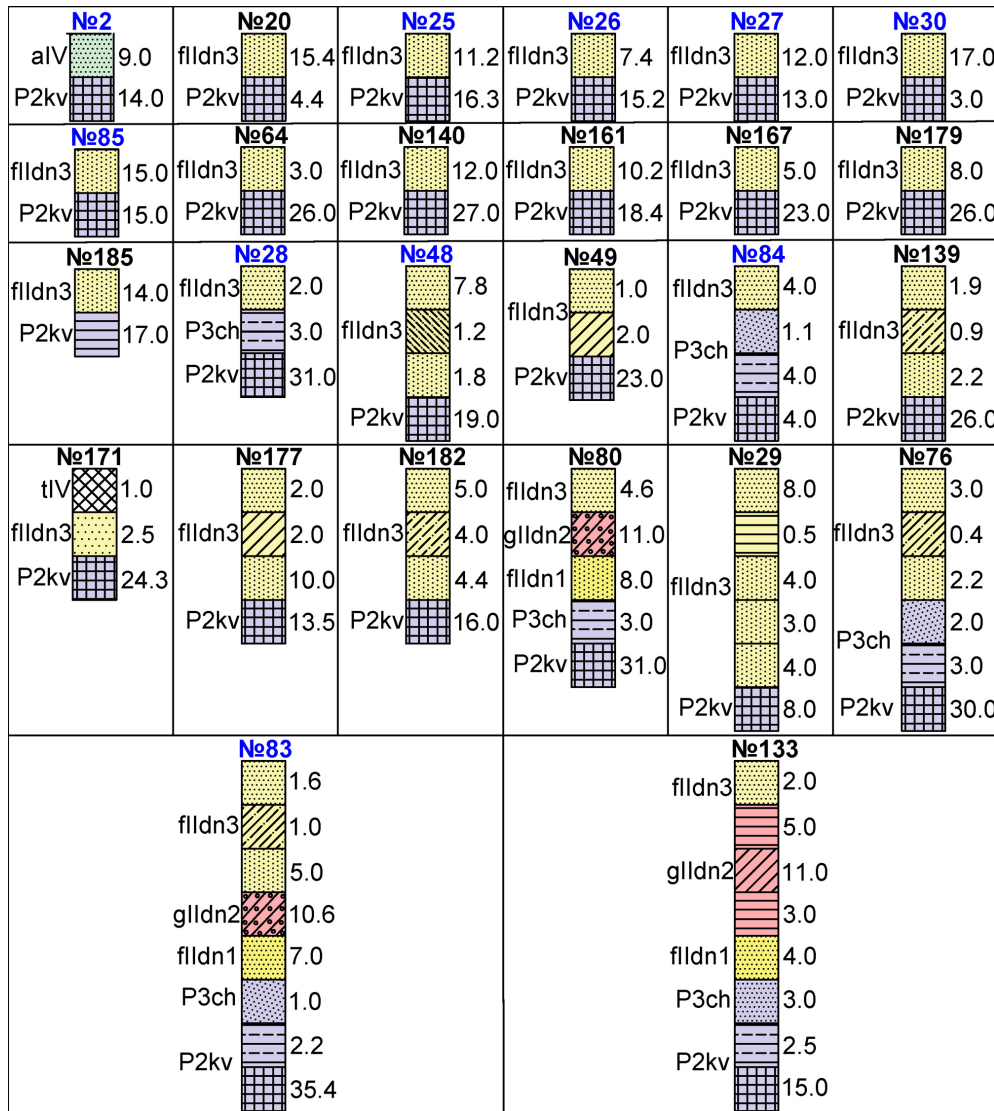 №2 №20 №25 №26 №27 №30
aIV 9.0 fIIdn3 15.4 fIIdn3 11.2 fIIdn3 7.4 fIIdn3 12.0 fIIdn3 17.0
P2kv 14.0 P2kv 4.4 P2kv 16.3 P2kv 15.2 P2kv 13.0 P2kv 3.0
№85 №64 №140 №161 №167 №179
fIIdn3 15.0 fIIdn3 3.0 fIIdn3 12.0 fIIdn3 10.2 fIIdn3 5.0 fIIdn3 8.0
P2kv 15.0 P2kv 26.0 P2kv 27.0 P2kv 18.4 P2kv 23.0 P2kv 26.0
№185 №28 №48 №49 №84 №139
fIIdn3 14.0 fIIdn3 2.0 7.8 fIIdn3 1.0 fIIdn3 4.0 1.9
P2kv 17.0 P3ch 3.0 fIIdn3 1.2 2.0 P3ch 1.1 fIIdn3 0.9
P2kv 31.0 1.8 P2kv 23.0 4.0 2.2
P2kv 19.0 P2kv 4.0 P2kv 26.0
№171 №177 №182 №80 №29 №76
tIV 1.0 2.0 5.0 fIIdn3 4.6 8.0 3.0
fIIdn3 2.5 fIIdn3 2.0 fIIdn3 4.0 gIIdn2 11.0 0.5 fIIdn3 0.4
P2kv 24.3 10.0 4.4 fIIdn1 8.0 fIIdn3 4.0 2.2
P2kv 13.5 P2kv 16.0 P3ch 3.0 3.0 P3ch 2.0
P2kv 31.0 4.0 3.0
P2kv 8.0 P2kv 30.0
№83 №133
1.6 fIIdn3 2.0
fIIdn3 1.0 5.0
5.0 gIIdn2 11.0
gIIdn2 10.6 3.0
fIIdn1 7.0 fIIdn1 4.0
P3ch 1.0 P3ch 3.0
P2kv 2.2 P2kv 2.5
35.4 15.0